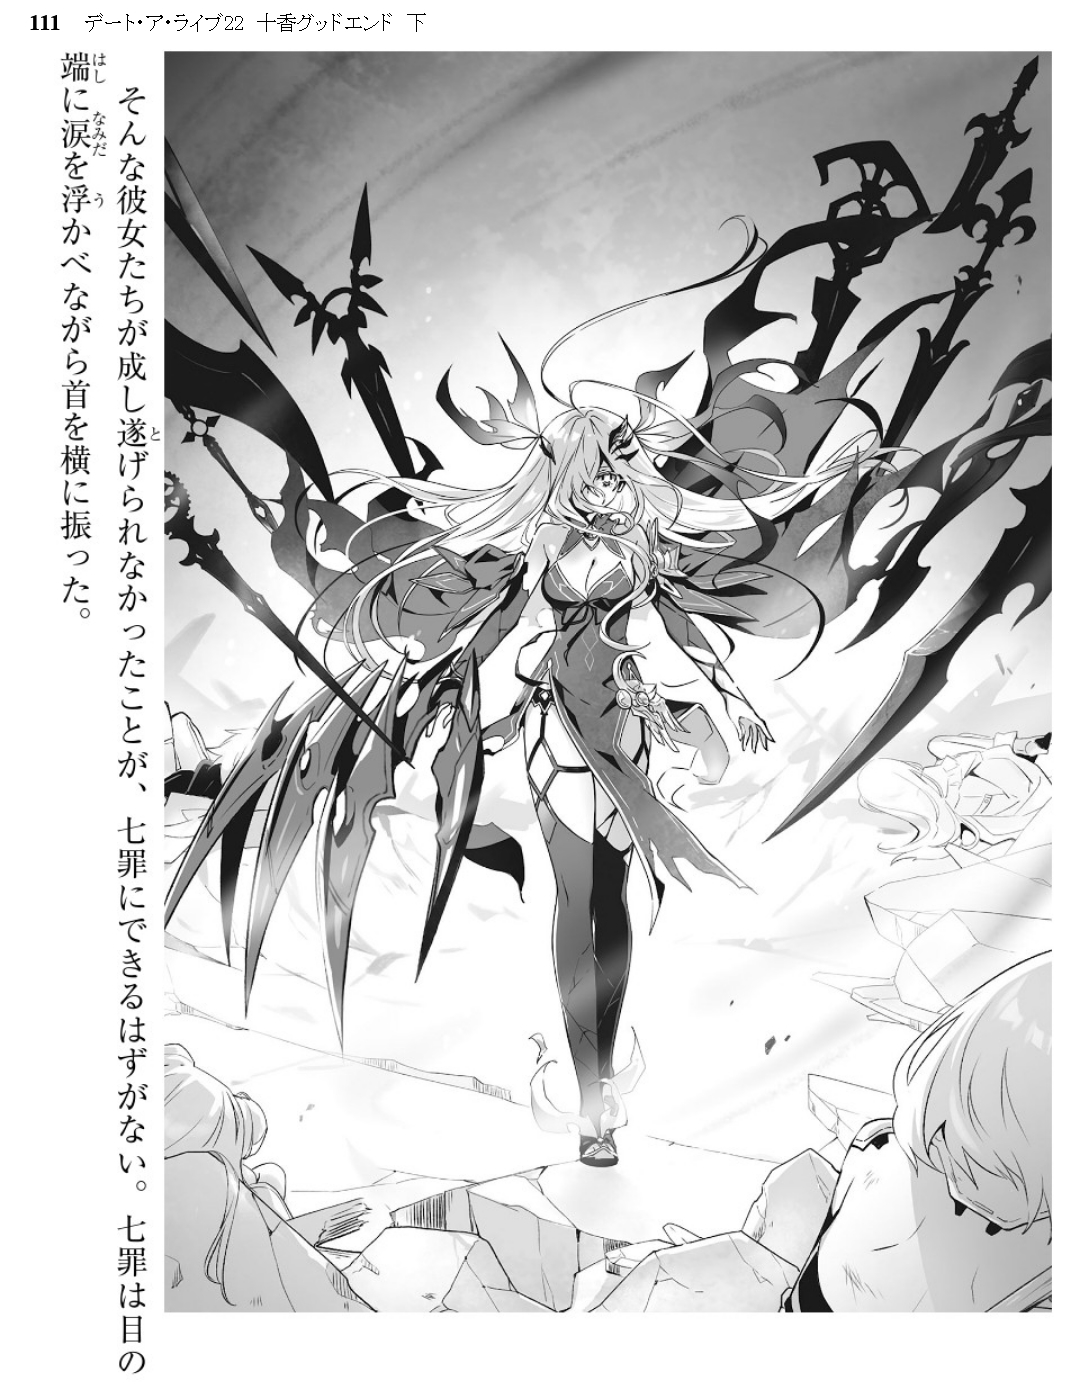 111 デート・ア・ライブ22 十香グッドエンド 下
そんな彼女たちが成し遂げられなかったことが、七罪にできるはずがない。七罪は目の
端に涙を浮かべながら首を横に振った。